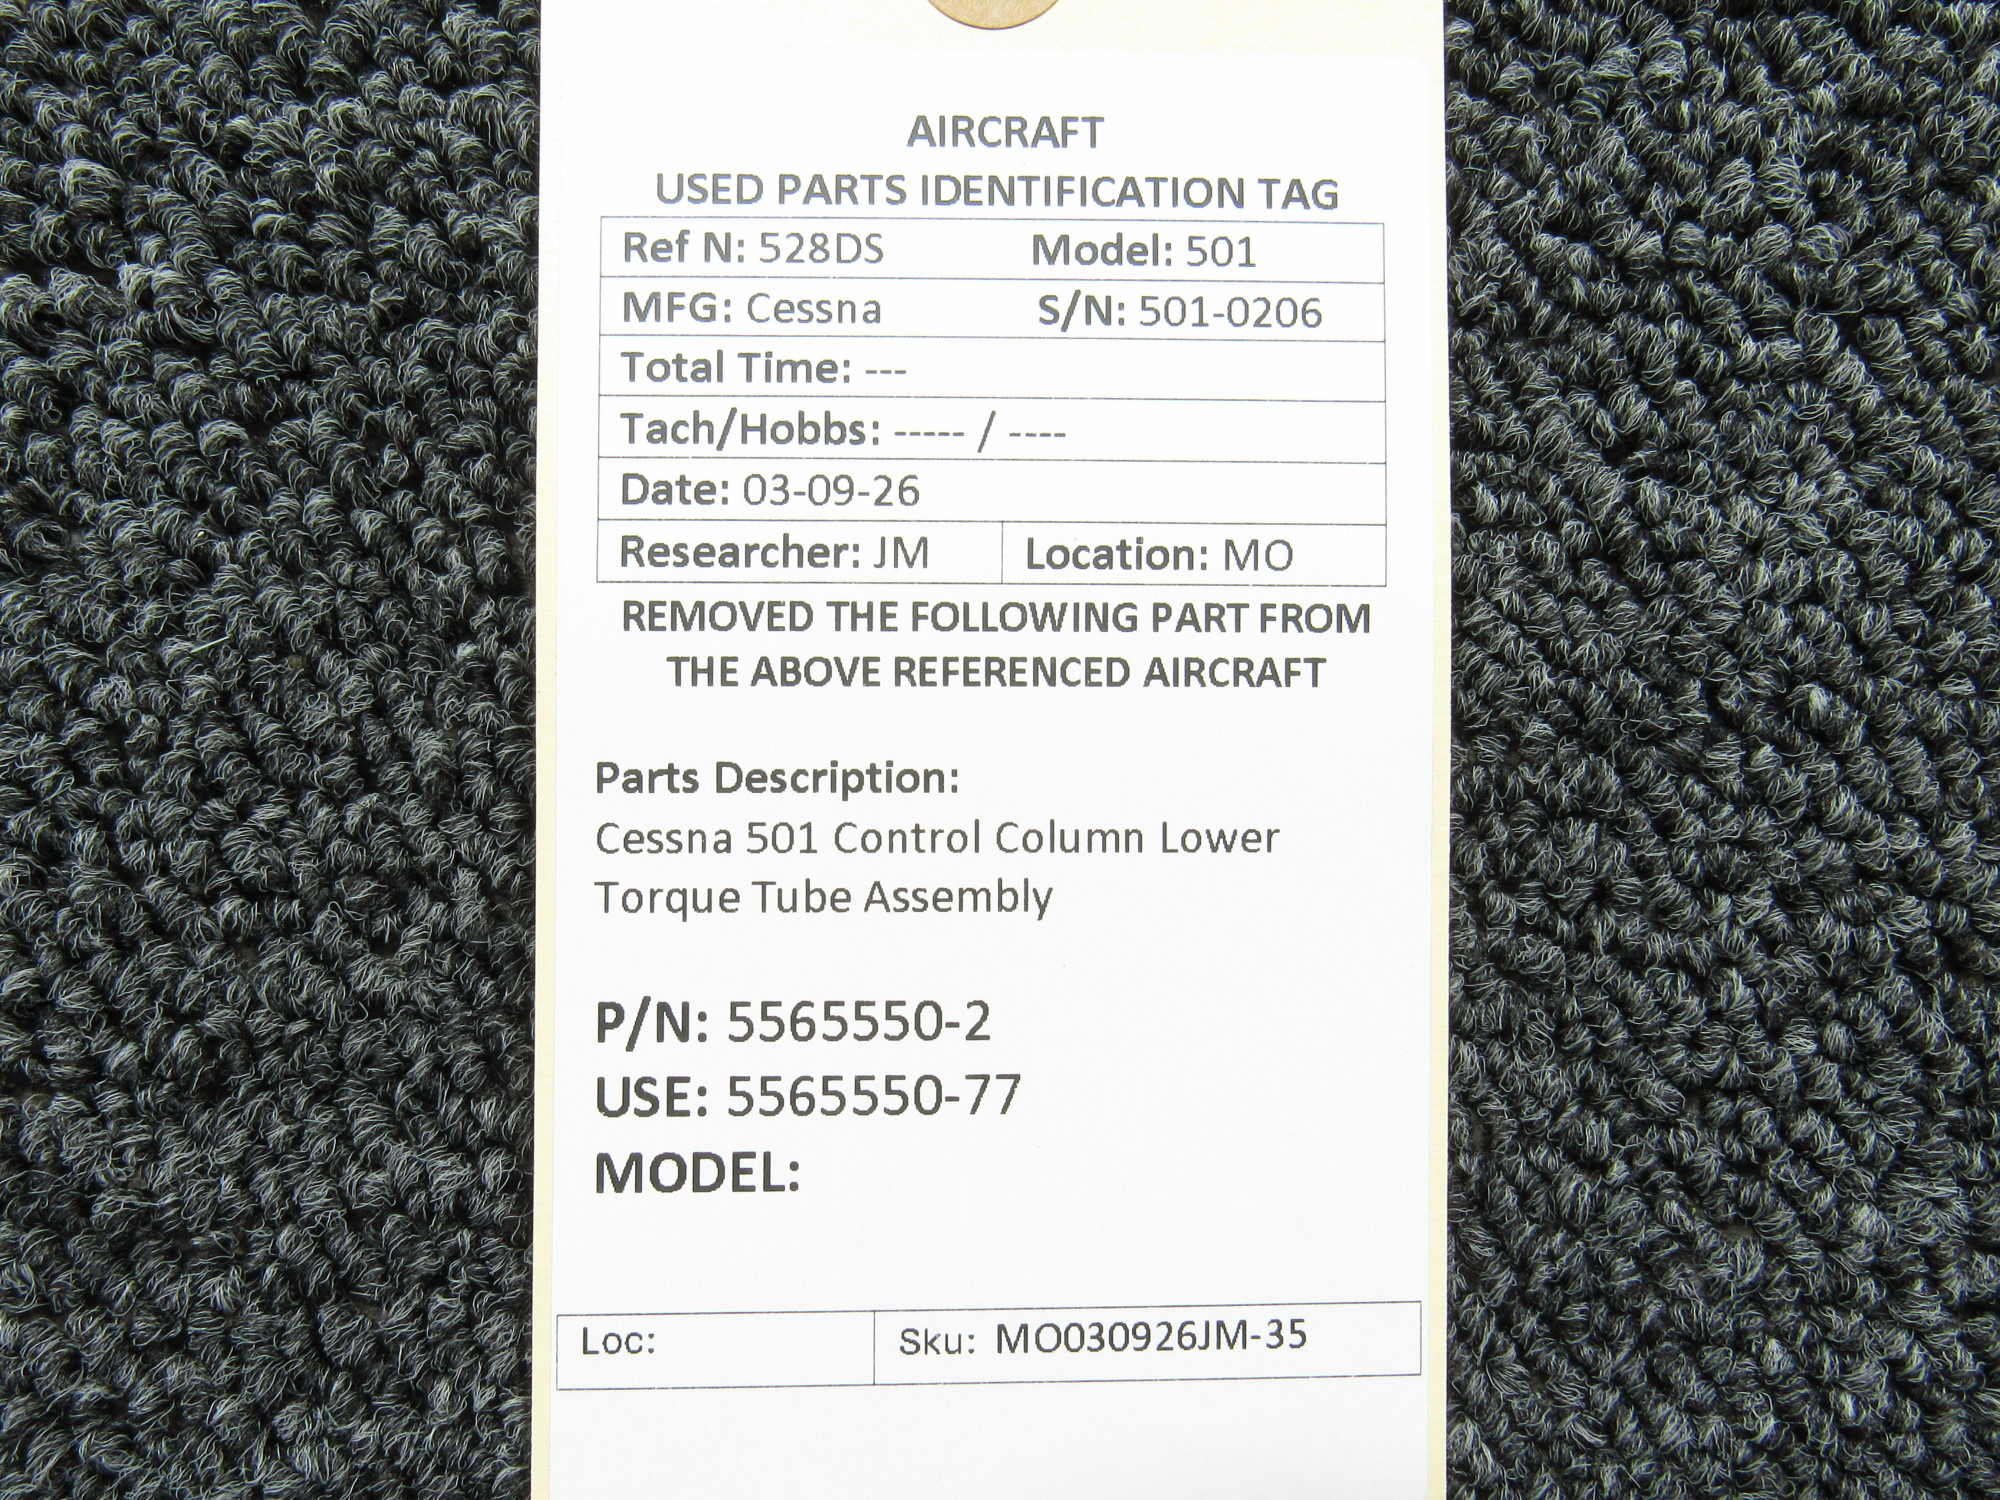 AIRCRAFT
USED PARTS IDENTIFICATION TAG
Ref N: 528DS Model: 501
MFG: Cessna S/N: 501-0206
Total Time: ---
Tach/Hobbs: ----- / ----
Date: 03-09-26
Researcher: JM Location: MO
REMOVED THE FOLLOWING PART FROM
THE ABOVE REFERENCED AIRCRAFT
Parts Description:
Cessna 501 Control Column Lower
Torque Tube Assembly
P/N: 5565550-2
USE: 5565550-77
MODEL:
Loc: Sku: MO030926JM-35